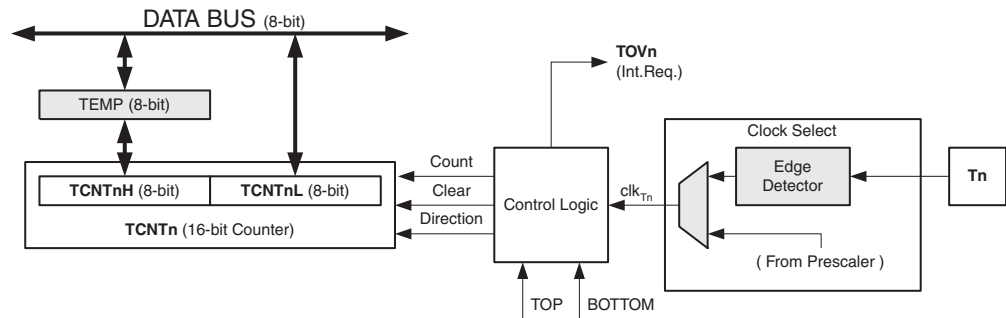 DATA BUS (8-bit)
TOVn
(Int.Req.)
TEMP (8-bit)
Clock Select
Count
Edge
Detector
TCNTnH (8-bit) TCNTnL (8-bit)
Clear
Control Logic
clkTn
Tn
TCNTn (16-bit Counter)
Direction
( From Prescaler )
TOP
BOTTOM